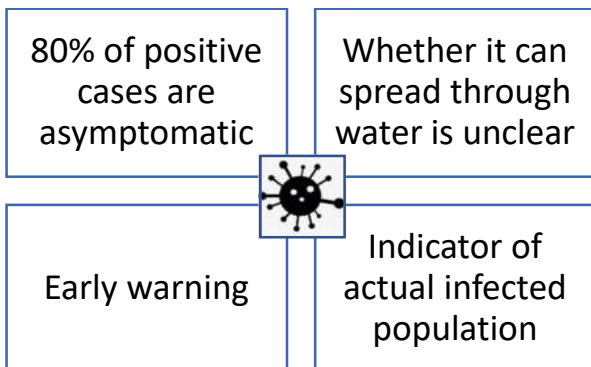 80% of positive
cases are
asymptomatic
Whether it can
spread through
water is unclear
Early warning
Indicator of
actual infected
population